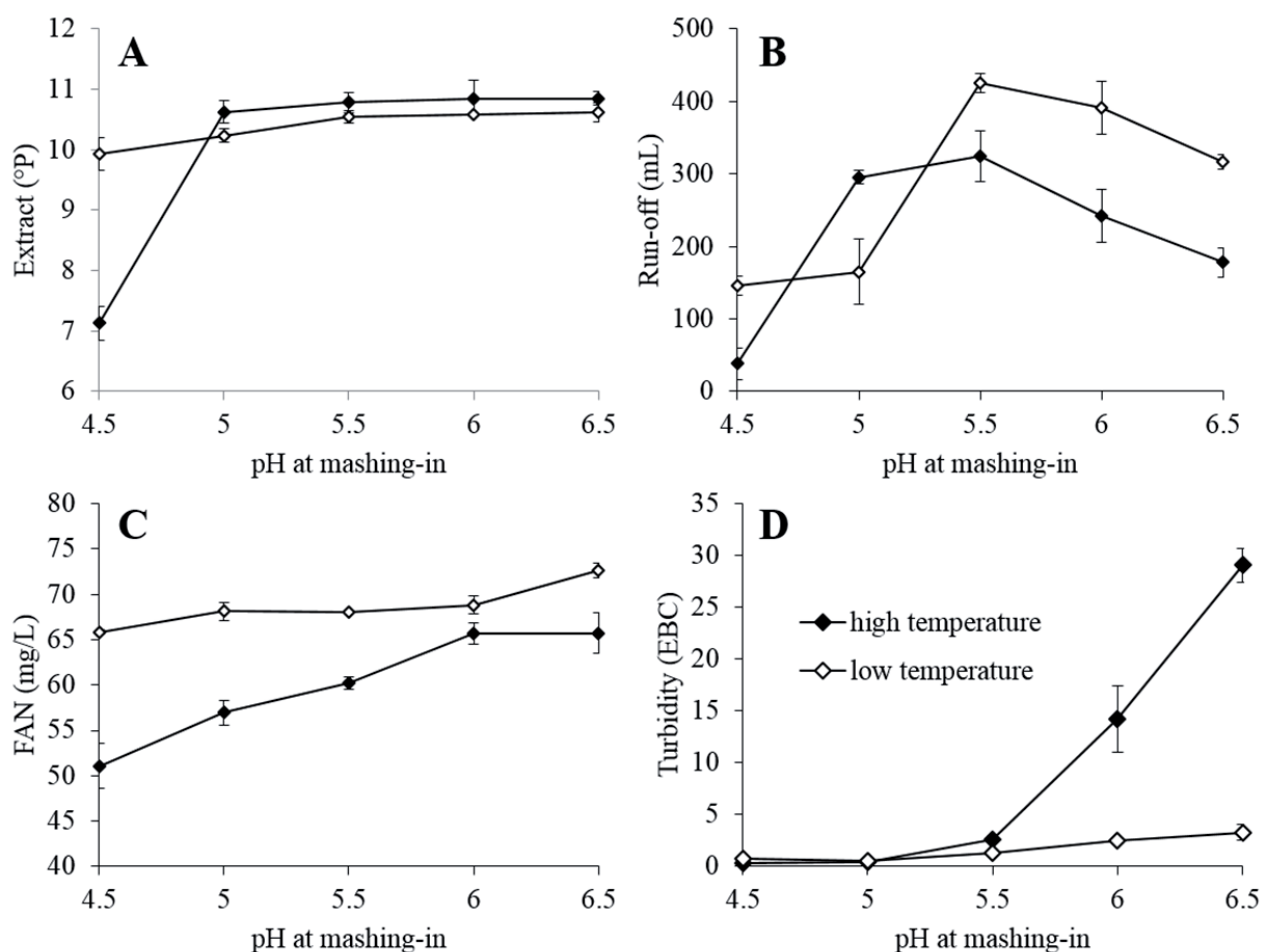 A
12
11
10
9
8
7
6
Extract (°P)
4.5 5 5.5 6 6.5
pH at mashing-in
B
500
400
300
200
100
0
Run-off (mL)
4.5 5 5.5 6 6.5
pH at mashing-in
C
80
75
70
65
60
55
50
45
40
FAN (mg/L)
4.5 5 5.5 6 6.5
pH at mashing-in
D
35
30
25
20
15
10
5
0
Turbidity (EBC)
high temperature
low temperature
4.5 5 5.5 6 6.5
pH at mashing-in